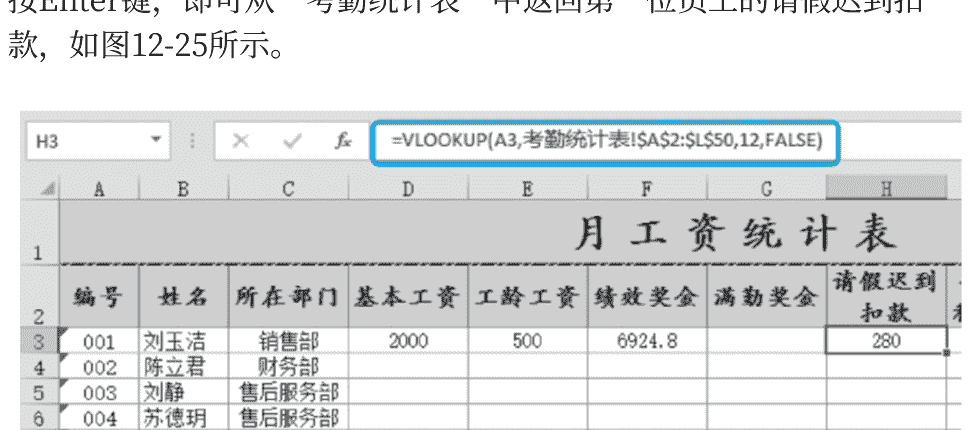 按Enter键，即可从“考勤统计表”中返回第一位员工的请假迟到扣
款，如图12-25所示。
H3 fx =VLOOKUP(A3,考勤统计表!$A$2:$L$50,12,FALSE)
A B C D E F G H
1 月工资统计表
2 编号 姓名 所在部门 基本工资 工龄工资 绩效奖金 满勤奖金 请假迟到
扣款
3 001 刘玉洁 销售部 2000 500 6924.8 280
4 002 陈立君 财务部
5 003 刘静 售后服务部
6 004 苏德玥 售后服务部